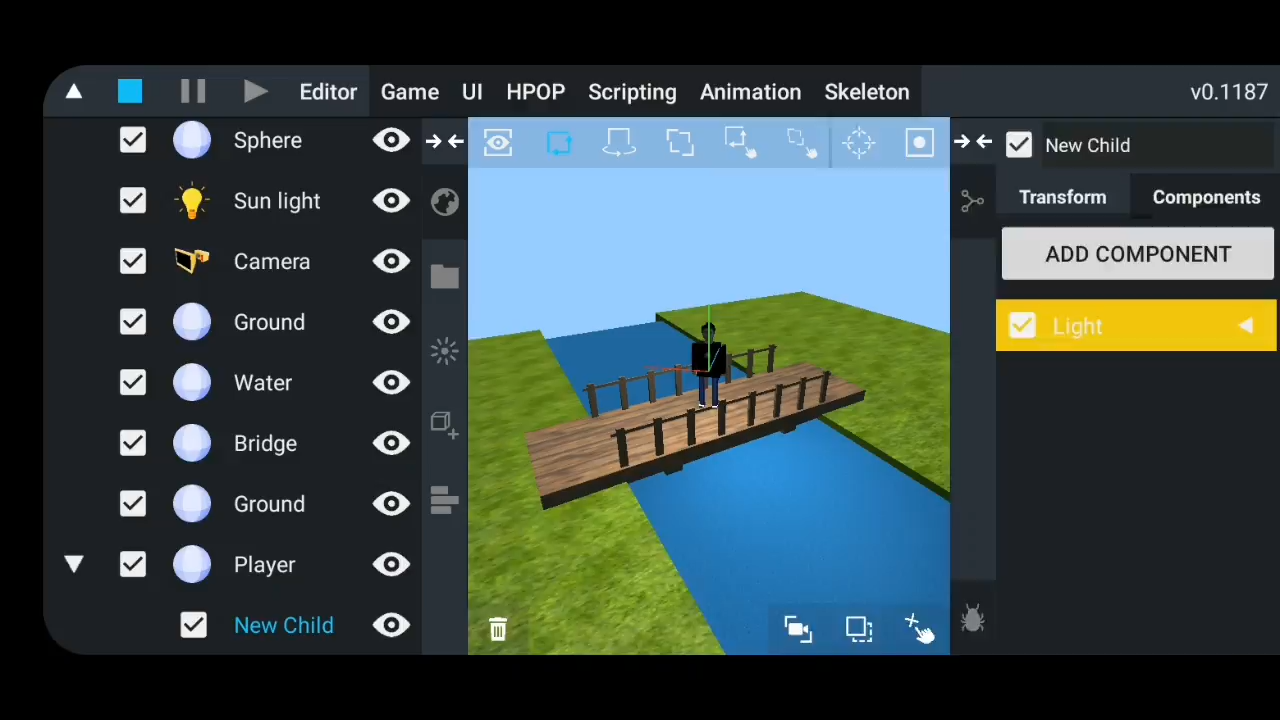 Editor Game UI HPOP Scripting Animation Skeleton v0.1187
Sphere
Sun light
Camera
Ground
Water
Bridge
Ground
Player
New Child
New Child
Transform Components
ADD COMPONENT
Light